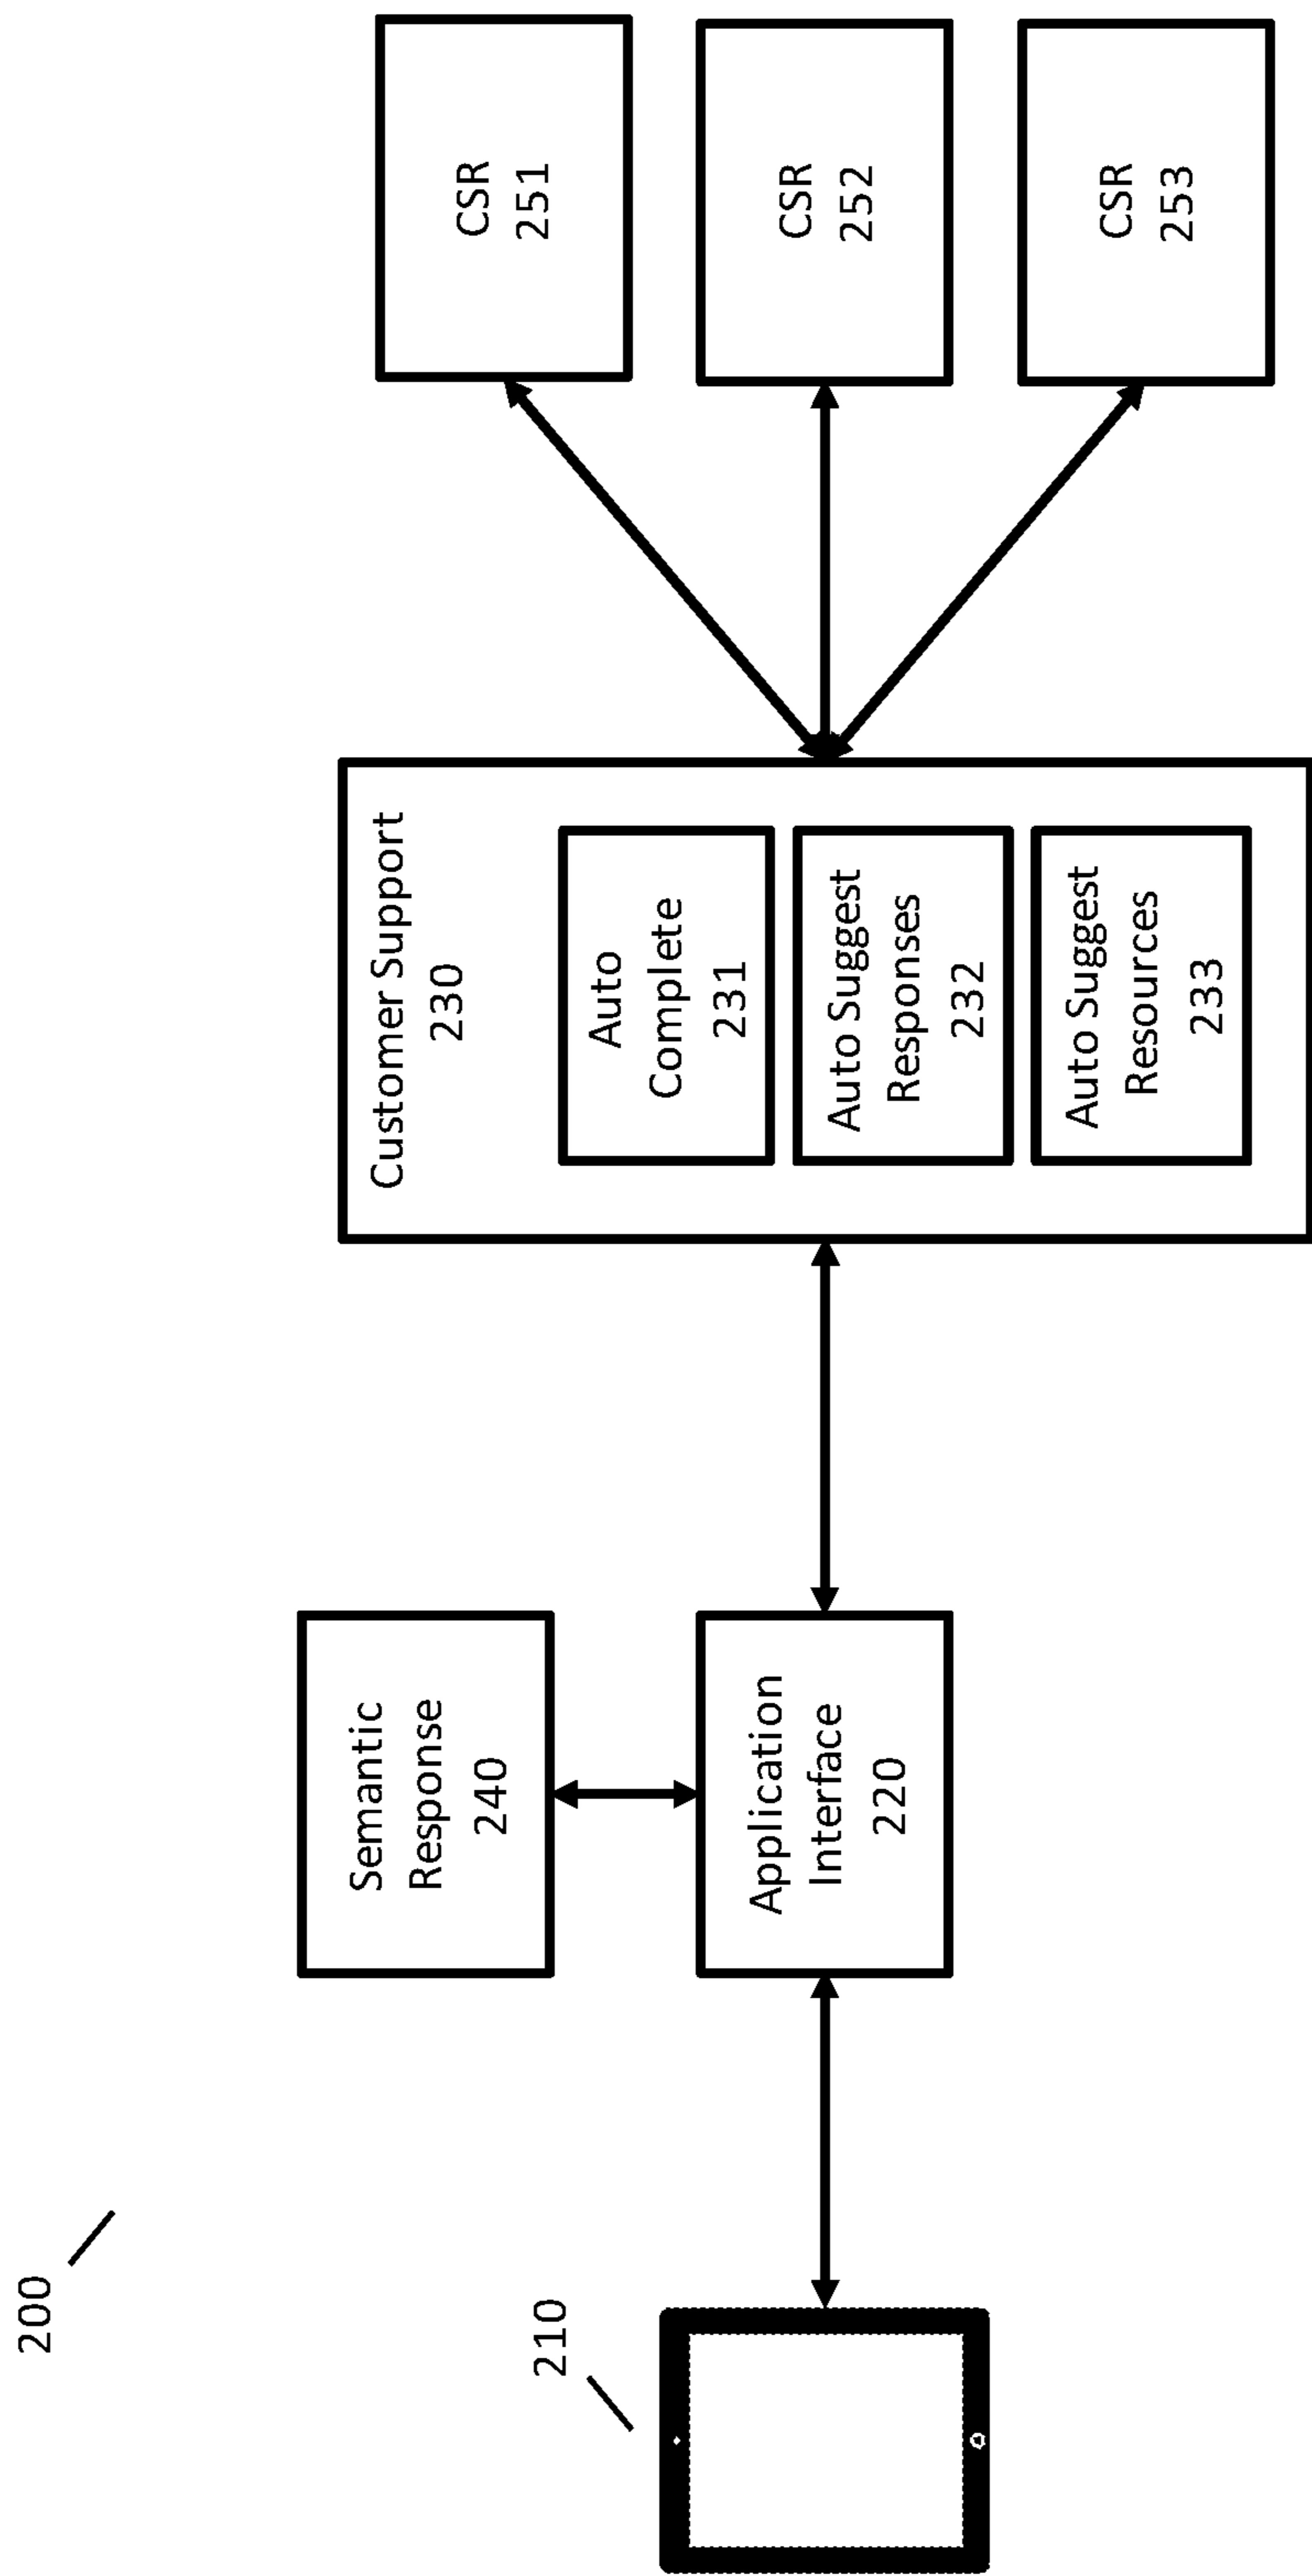 200
210
Semantic
Response
240
Application
Interface
220
Customer Support
230
Auto
Complete
231
Auto Suggest
Responses
232
Auto Suggest
Resources
233
CSR
251
CSR
252
CSR
253